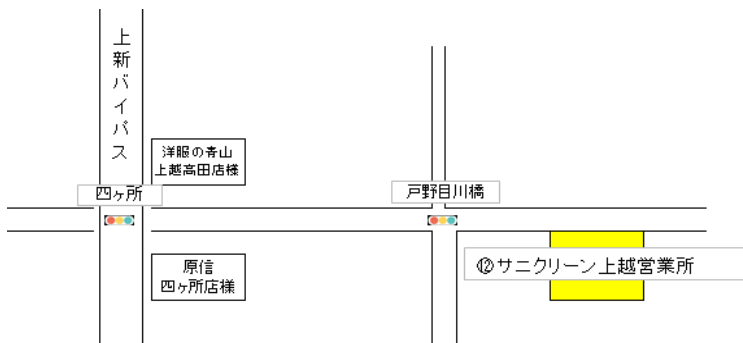 上新バイパス
洋服の青山
上越高田店様
四ヶ所
戸野目川橋
原信
四ヶ所店様
⑫サニクリーン上越営業所